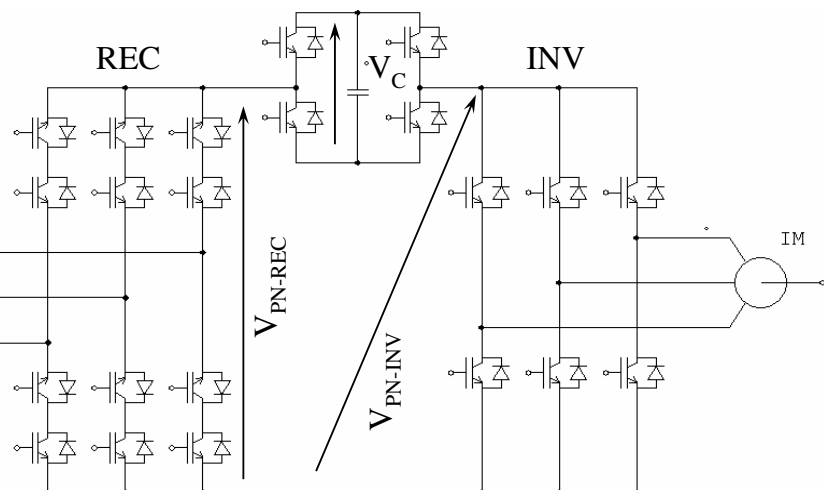 REC
V_C
INV
V_PN-REC
V_PN-INV
IM